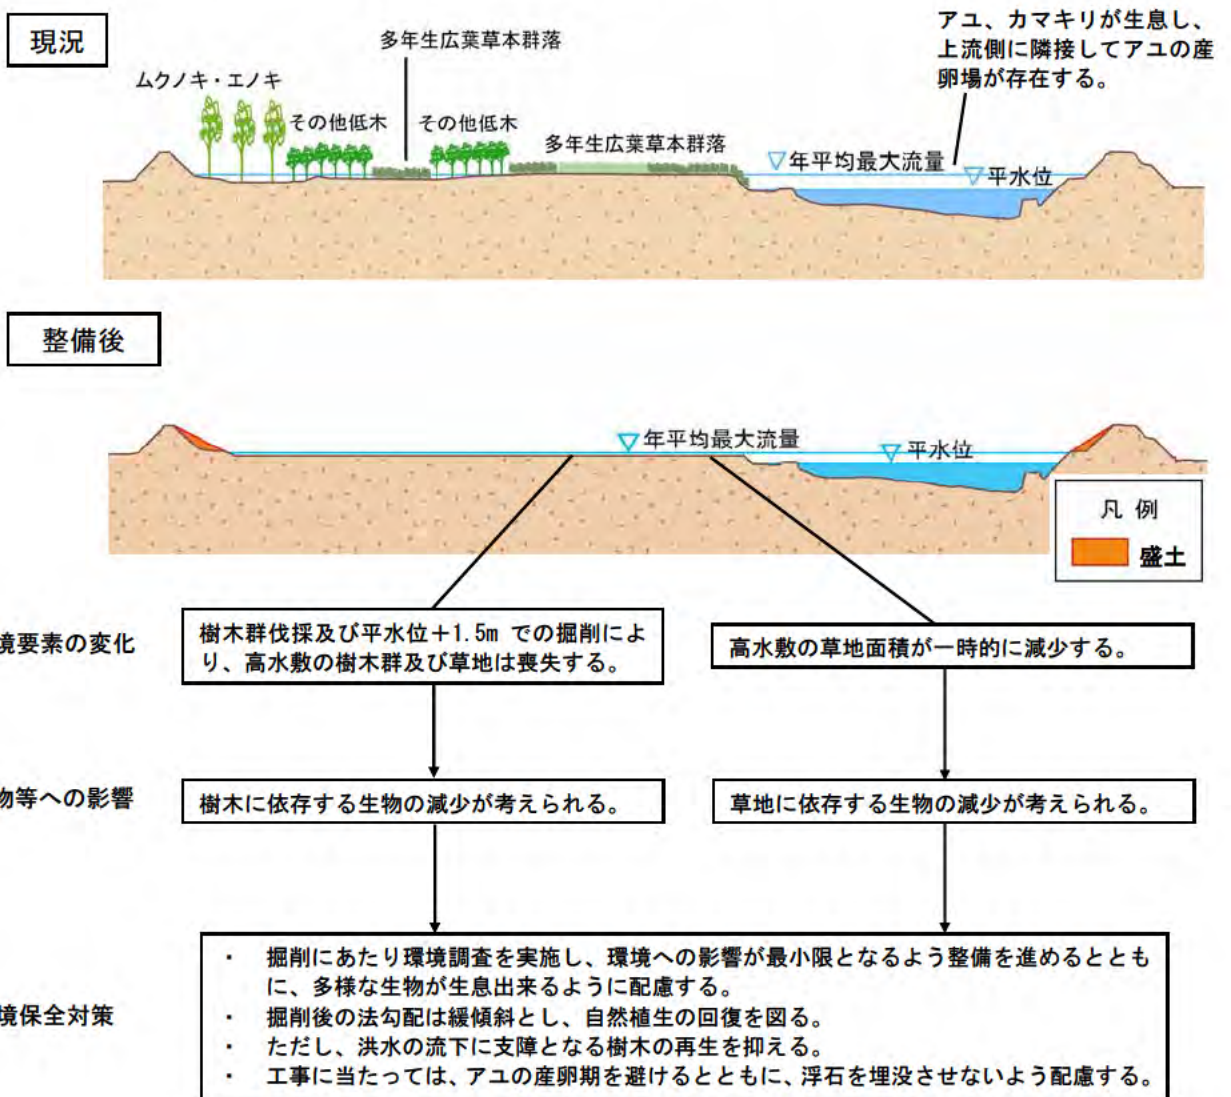 現況
多年生広葉草本群落
アユ、カマキリが生息し、
上流側に隣接してアユの産
卵場が存在する。
ムクノキ・エノキ
その他低木
その他低木
多年生広葉草本群落
▽年平均最大流量
▽平水位
整備後
▽年平均最大流量
▽平水位
凡 例
盛土
境要素の変化
樹木群伐採及び平水位+1.5m での掘削によ
り、高水敷の樹木群及び草地は喪失する。
高水敷の草地面積が一時的に減少する。
物等への影響
樹木に依存する生物の減少が考えられる。
草地に依存する生物の減少が考えられる。
境保全対策
・ 掘削にあたり環境調査を実施し、環境への影響が最小限となるよう整備を進めるととも
に、多様な生物が生息出来るように配慮する。
・ 掘削後の法勾配は緩傾斜とし、自然植生の回復を図る。
・ ただし、洪水の流下に支障となる樹木の再生を抑える。
・ 工事に当たっては、アユの産卵期を避けるとともに、浮石を埋没させないよう配慮する。